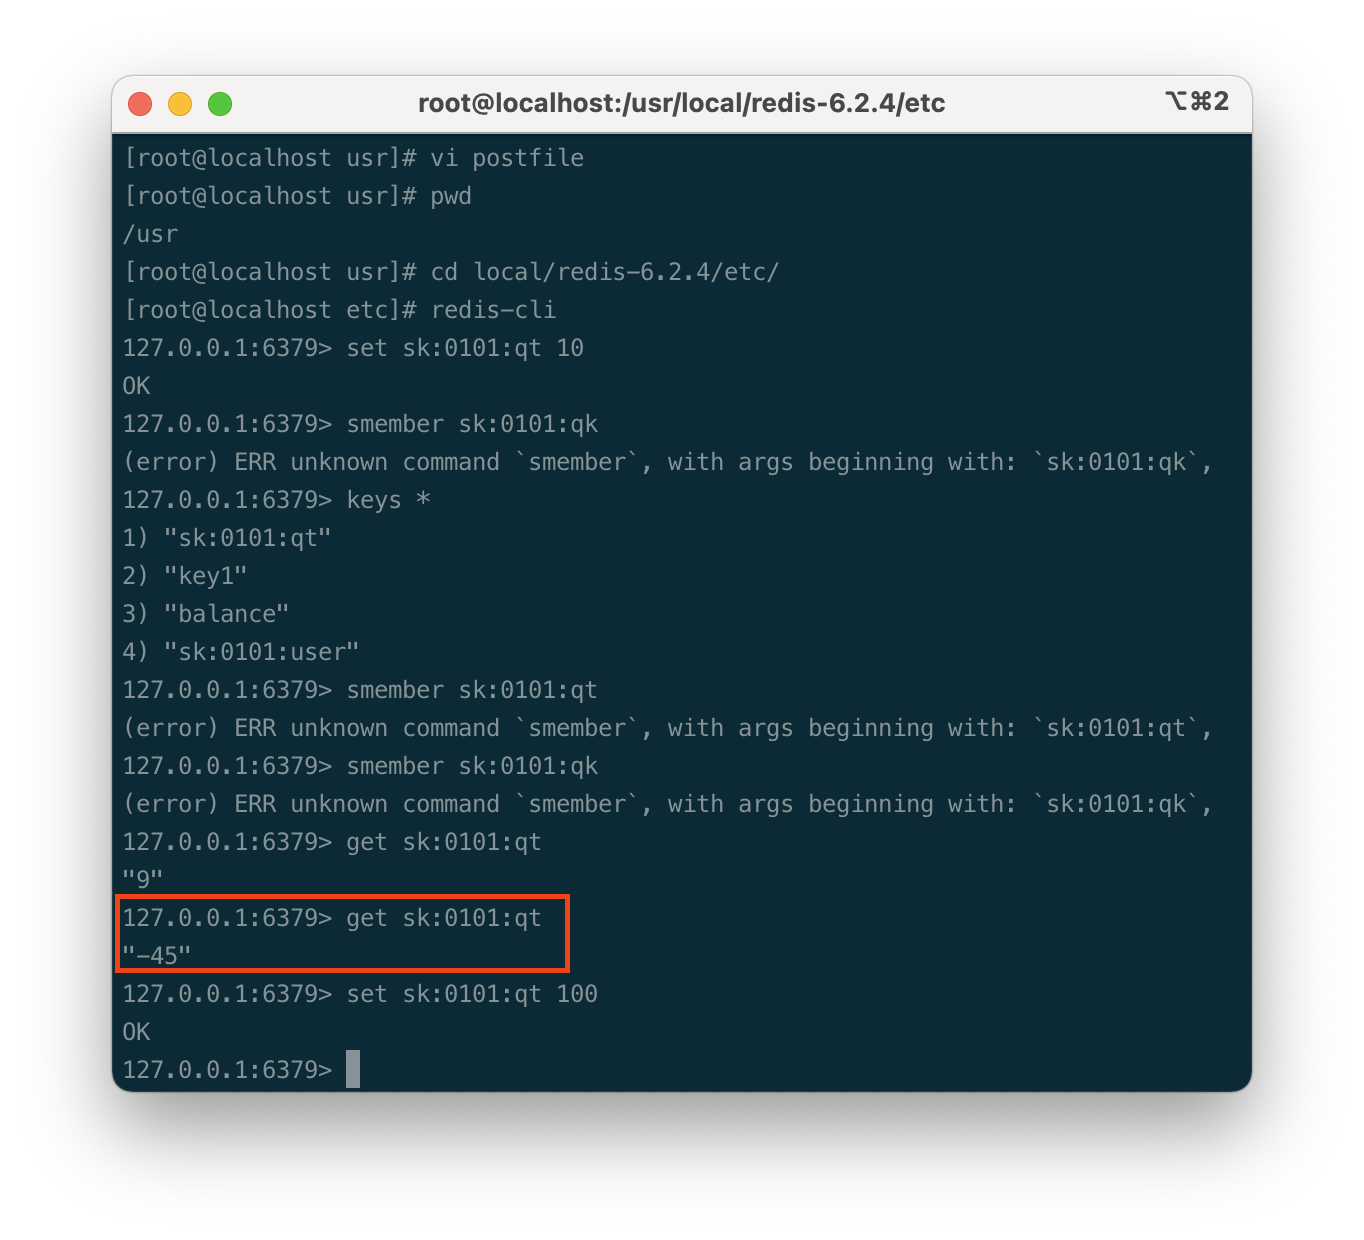 root@localhost:/usr/local/redis-6.2.4/etc
⌥⌘2
[root@localhost usr]# vi postfile
[root@localhost usr]# pwd
/usr
[root@localhost usr]# cd local/redis-6.2.4/etc/
[root@localhost etc]# redis-cli
127.0.0.1:6379> set sk:0101:qt 10
OK
127.0.0.1:6379> smember sk:0101:qk
(error) ERR unknown command `smember`, with args beginning with: `sk:0101:qk`,
127.0.0.1:6379> keys *
1) "sk:0101:qt"
2) "key1"
3) "balance"
4) "sk:0101:user"
127.0.0.1:6379> smember sk:0101:qt
(error) ERR unknown command `smember`, with args beginning with: `sk:0101:qt`,
127.0.0.1:6379> smember sk:0101:qk
(error) ERR unknown command `smember`, with args beginning with: `sk:0101:qk`,
127.0.0.1:6379> get sk:0101:qt
"9"
127.0.0.1:6379> get sk:0101:qt
"-45"
127.0.0.1:6379> set sk:0101:qt 100
OK
127.0.0.1:6379>